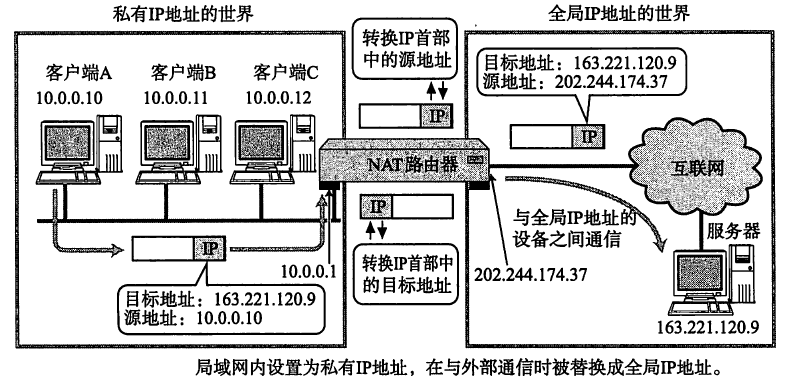 私有IP地址的世界
全局IP地址的世界
客户端A
10.0.0.10
客户端B
10.0.0.11
客户端C
10.0.0.12
转换IP首部
中的源地址
IP
目标地址：163.221.120.9
源地址：202.244.174.37
IP
NAT路由器
互联网
IP
与全局IP地址的
设备之间通信
服务器
IP
10.0.0.1
转换IP首部中
的目标地址
202.244.174.37
目标地址：163.221.120.9
源地址：10.0.0.10
163.221.120.9
局域网内设置为私有IP地址，在与外部通信时被替换成全局IP地址。